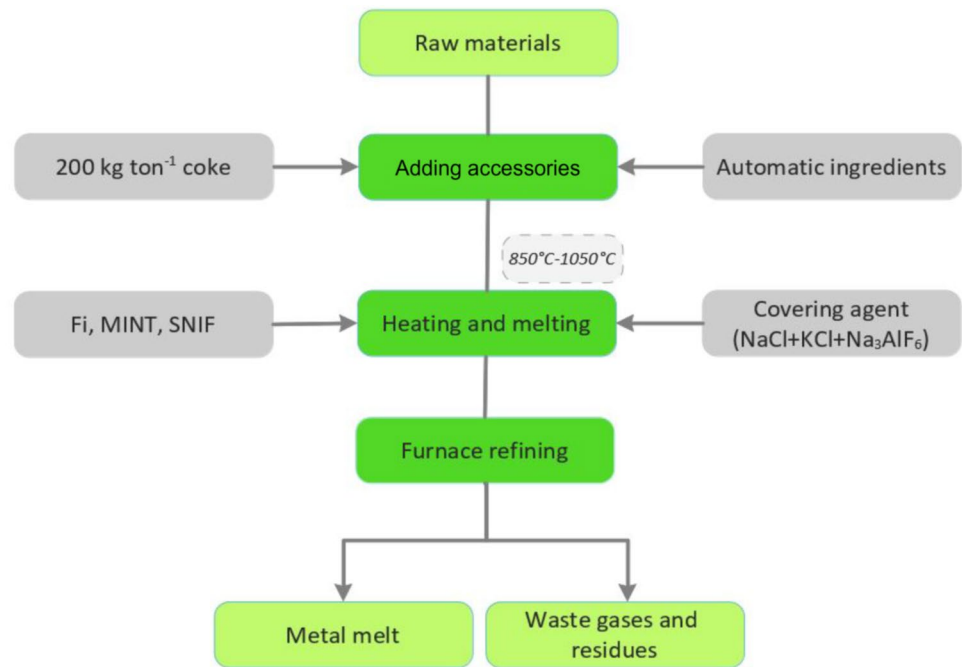 Raw materials
200 kg ton⁻¹ coke
Adding accessories
Automatic ingredients
850°C-1050°C
Fi, MINT, SNIF
Heating and melting
Covering agent
(NaCl+KCl+Na₃AlF₆)
Furnace refining
Metal melt
Waste gases and
residues